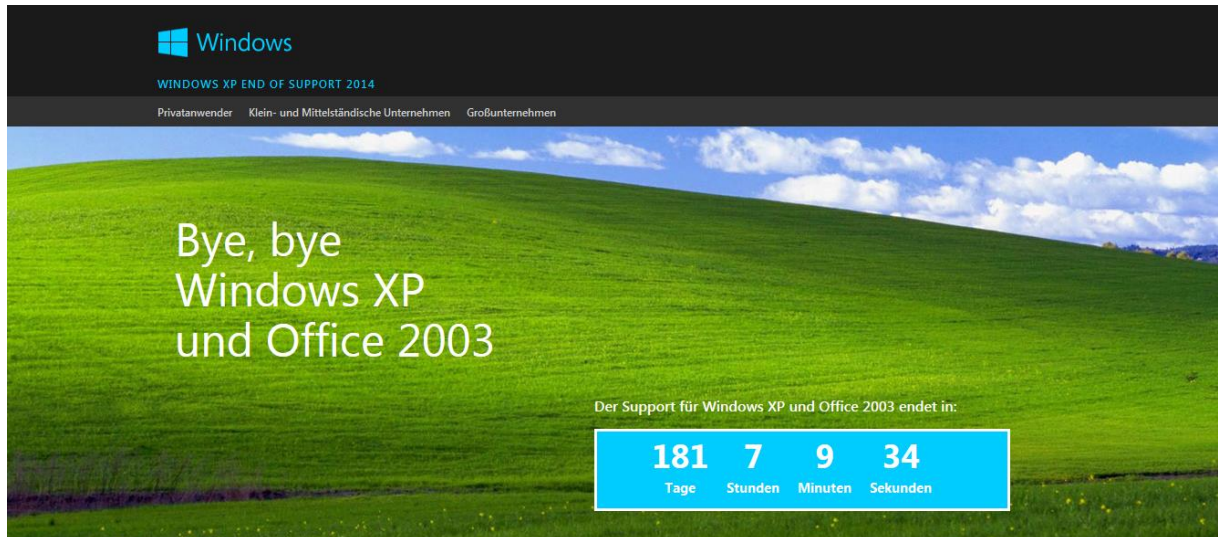 Windows
WINDOWS XP END OF SUPPORT 2014
Privatanwender Klein- und Mittelständische Unternehmen Großunternehmen
Bye, bye
Windows XP
und Office 2003
Der Support für Windows XP und Office 2003 endet in:
181 7 9 34
Tage Stunden Minuten Sekunden